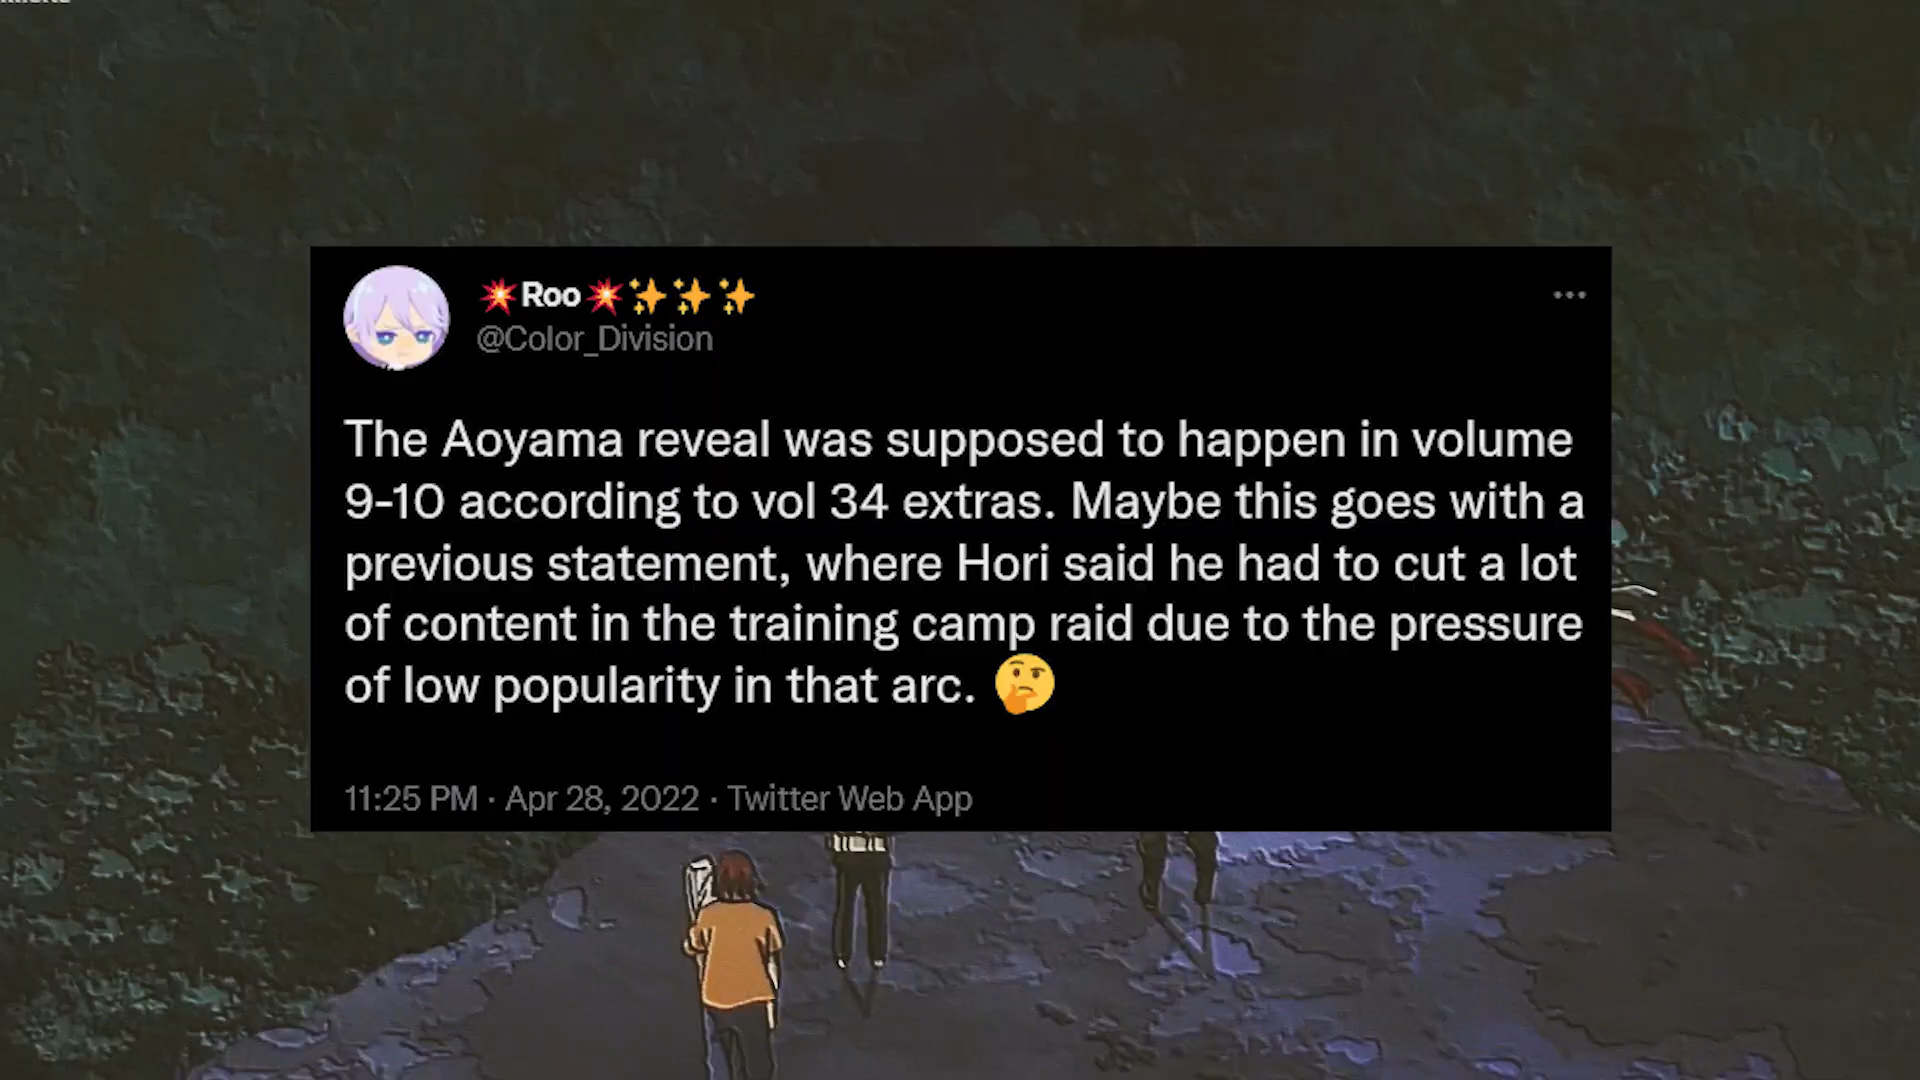 💥Roo💥✨✨✨
@Color_Division
The Aoyama reveal was supposed to happen in volume
9-10 according to vol 34 extras. Maybe this goes with a
previous statement, where Hori said he had to cut a lot
of content in the training camp raid due to the pressure
of low popularity in that arc. 🤔
11:25 PM · Apr 28, 2022 · Twitter Web App